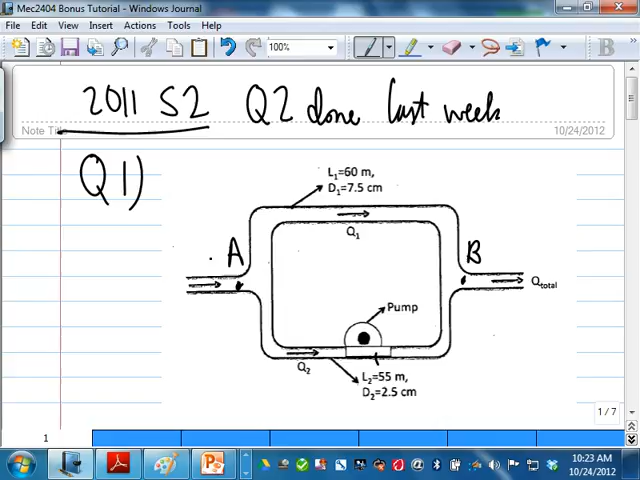 Mec2404 Bonus Tutorial - Windows Journal
File Edit View Insert Actions Tools Help
100%
B
2011 S2 Q2 done last week
Note Title
10/24/2012
Q1)
L₁=60 m,
D₁=7.5 cm
A
Q₁
B
Qtotal
Pump
Q₂
L₂=55 m,
D₂=2.5 cm
1 / 7
1
10:23 AM
10/24/2012